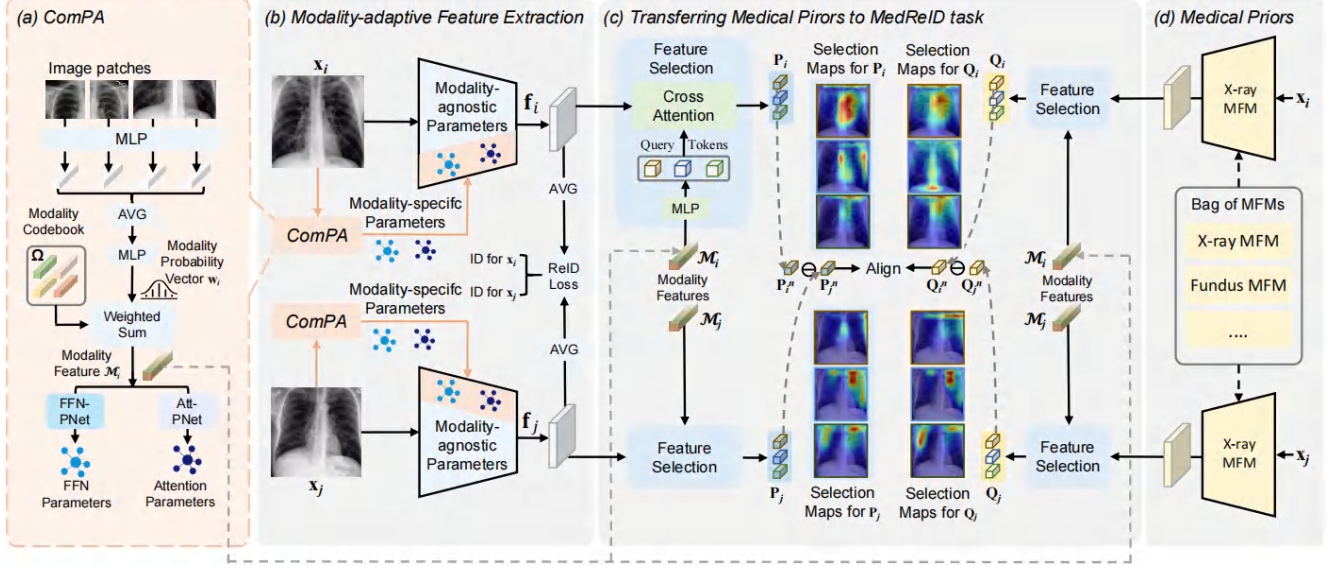 (a) ComPA
Image patches
MLP
AVG
Modality
Codebook
Ω
MLP
Modality
Probability
Vector wᵢ
Weighted
Sum
Modality
Feature ℳᵢ
FFN-
PNet
Att-
PNet
FFN
Parameters
Attention
Parameters
(b) Modality-adaptive Feature Extraction
xᵢ
Modality-
agnostic
Parameters
fᵢ
AVG
Modality-specifc
Parameters
ComPA
ID for xᵢ
ID for xⱼ
ReID
Loss
Modality-specifc
Parameters
ComPA
AVG
Modality-
agnostic
Parameters
fⱼ
xⱼ
(c) Transferring Medical Pirors to MedReID task
Feature
Selection
Cross
Attention
Query Tokens
MLP
Pᵢ
Selection
Maps for Pᵢ
Selection
Maps for Qᵢ
Qᵢ
Feature
Selection
ℳᵢ
Modality
Features
ℳⱼ
Pᵢⁿ ⊖ Pⱼⁿ Align Qᵢⁿ ⊖ Qⱼⁿ
ℳᵢ
Modality
Features
ℳⱼ
Feature
Selection
Pⱼ
Selection
Maps for Pⱼ
Selection
Maps for Qⱼ
Qⱼ
Feature
Selection
(d) Medical Priors
X-ray
MFM
xᵢ
Bag of MFMs
X-ray MFM
Fundus MFM
....
X-ray
MFM
xⱼ